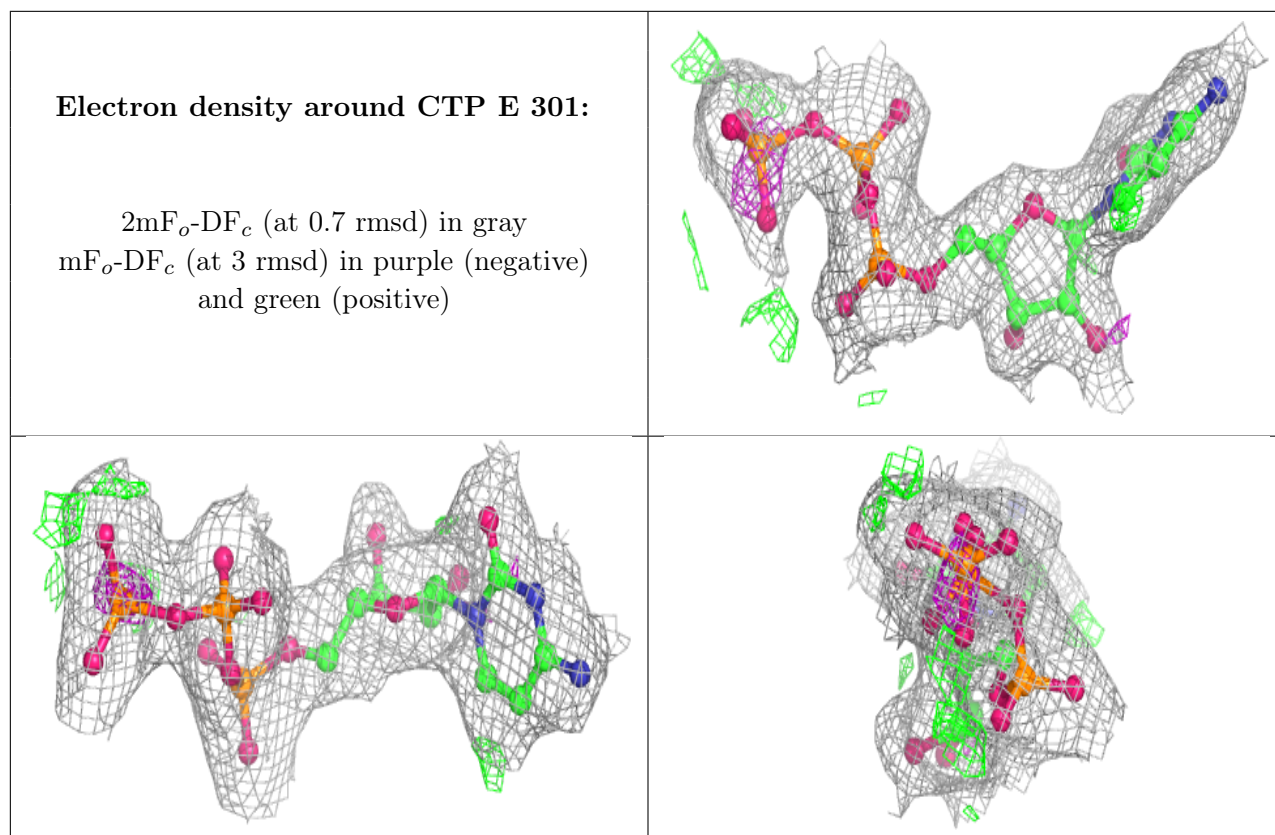 Electron density around CTP E 301:
2mFo-DFc (at 0.7 rmsd) in gray
mFo-DFc (at 3 rmsd) in purple (negative)
and green (positive)